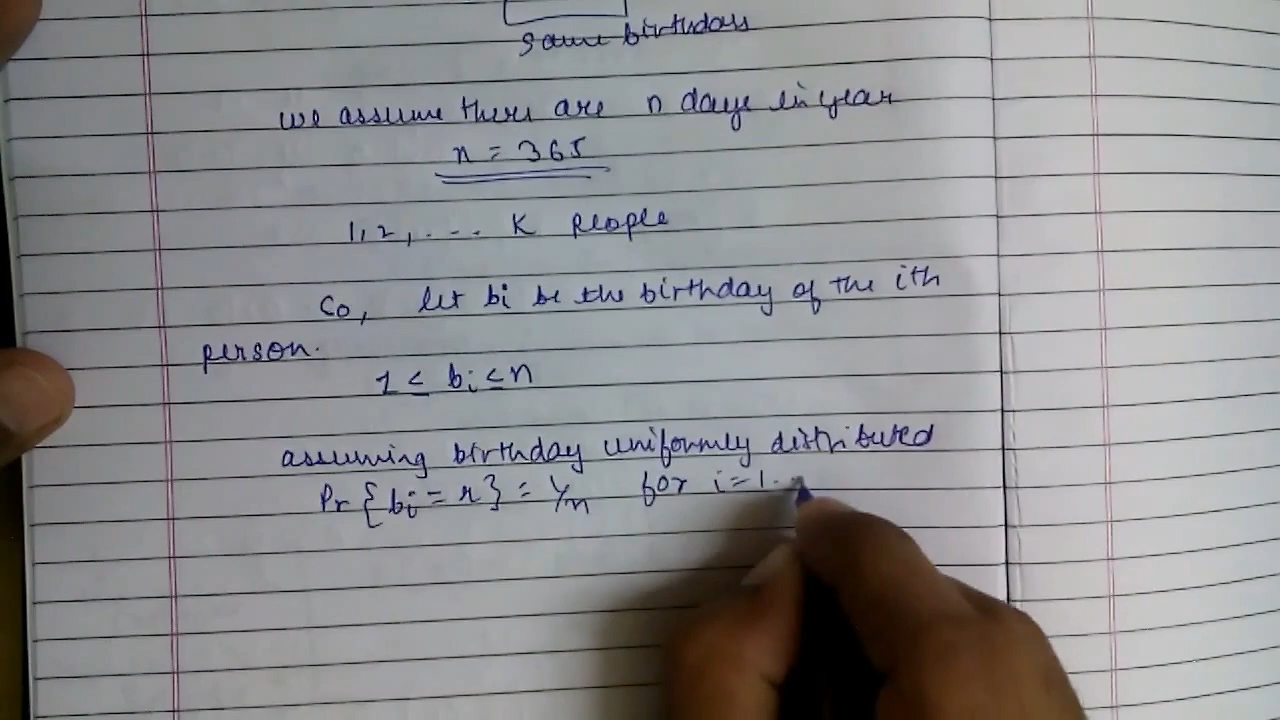 same birthdays
we assume there are n days in year
n = 365
1, 2, .... K people
Co, let bi be the birthday of the ith
person.
1 ≤ bi ≤ n
assuming birthday uniformly distributed
Pr {bi = r} = 1/n for i=1..